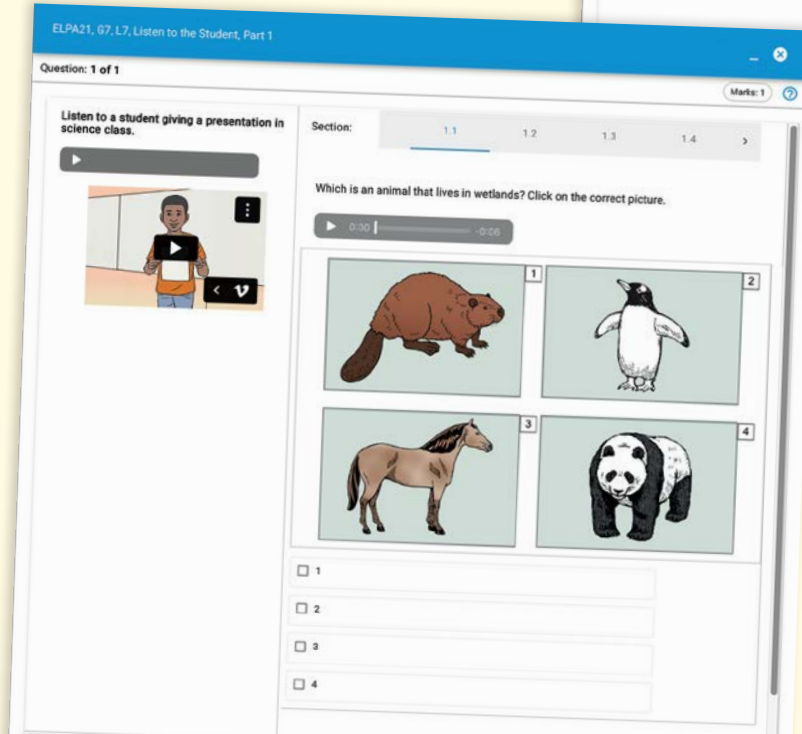 ELPA21, G7, L7, Listen to the Student, Part 1
Question: 1 of 1
Marks: 1
Listen to a student giving a presentation in
science class.
Section:
1.1
1.2
1.3
1.4
Which is an animal that lives in wetlands? Click on the correct picture.
0:00
-0:06
1
2
3
4
1
2
3
4